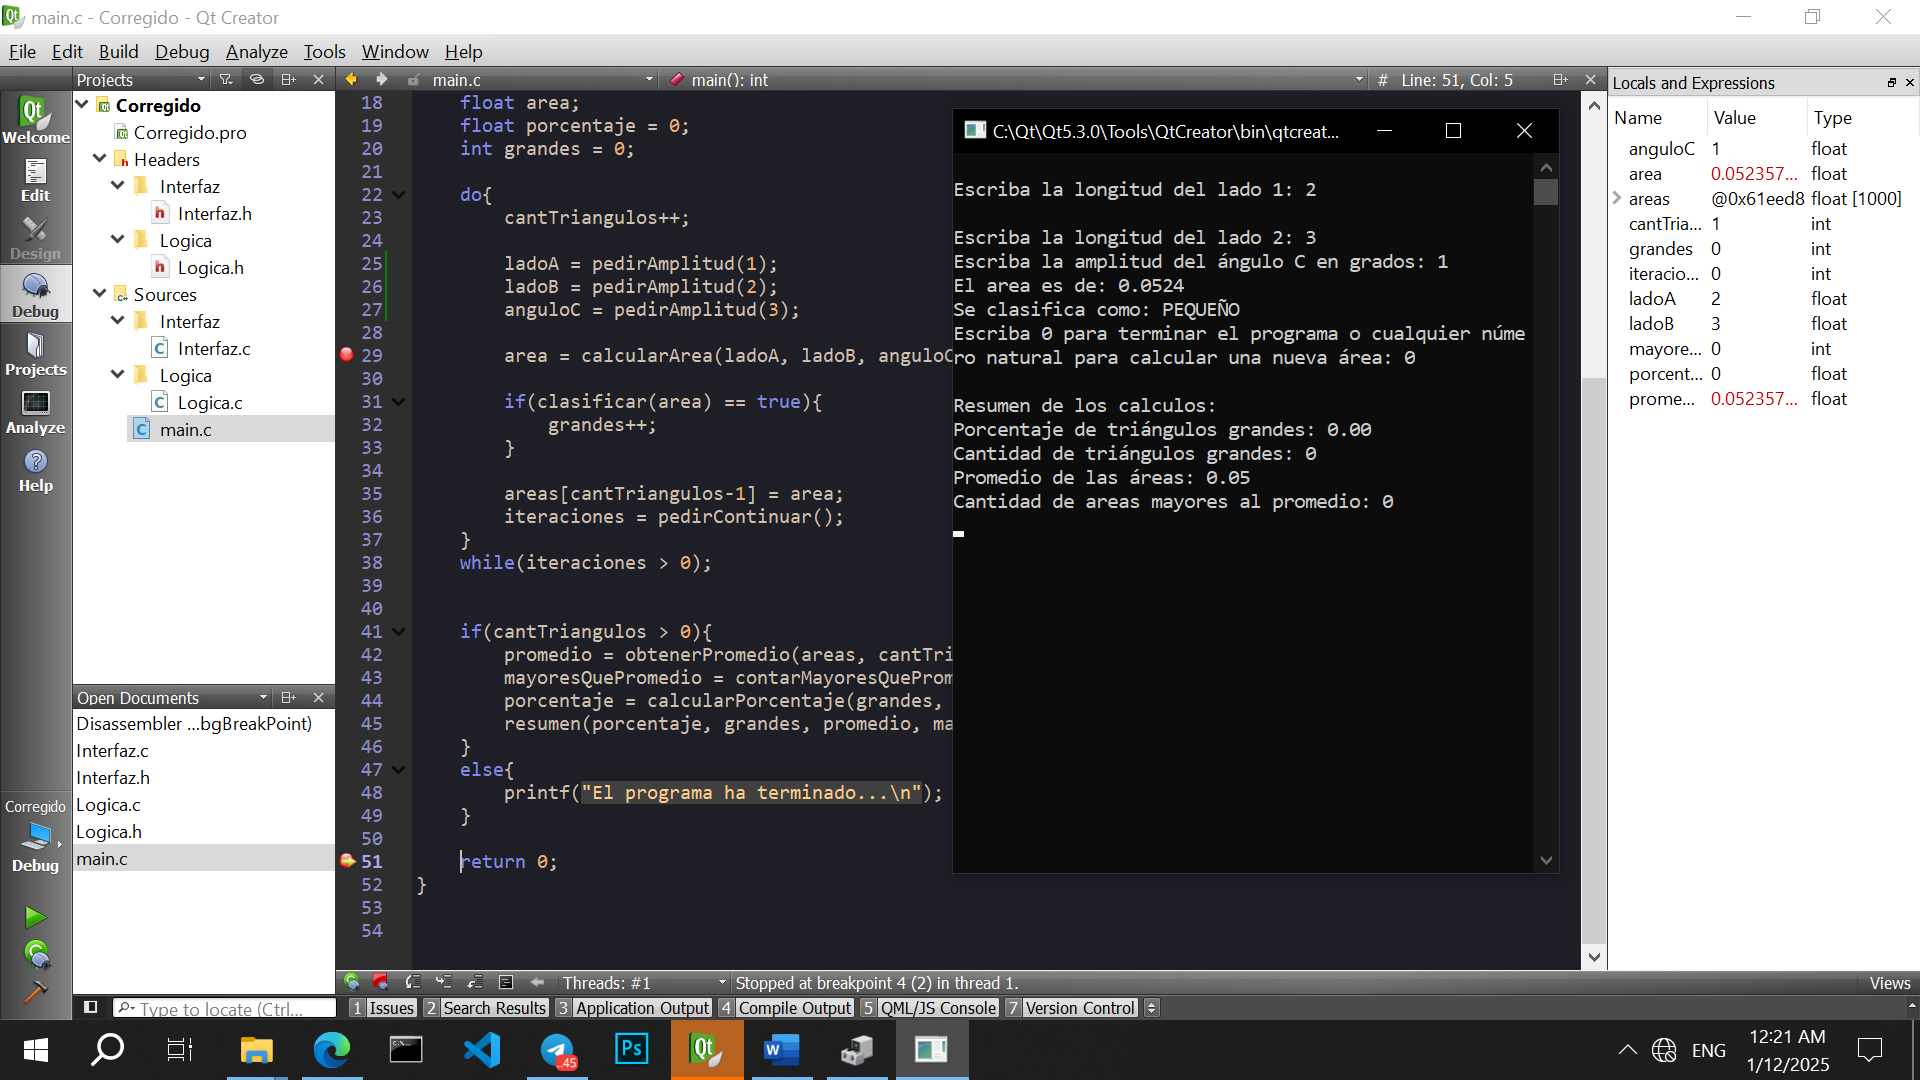 main.c - Corregido - Qt Creator
File Edit Build Debug Analyze Tools Window Help
Projects
main.c
main(): int
# Line: 51, Col: 5
Welcome
Edit
Design
Debug
Projects
Analyze
Help
Corregido
Debug
Corregido
Corregido.pro
Headers
Interfaz
Interfaz.h
Logica
Logica.h
Sources
Interfaz
Interfaz.c
Logica
Logica.c
main.c
Open Documents
Disassembler ...bgBreakPoint)
Interfaz.c
Interfaz.h
Logica.c
Logica.h
main.c
18 float area;
19 float porcentaje = 0;
20 int grandes = 0;
21
22 do{
23 cantTriangulos++;
24
25 ladoA = pedirAmplitud(1);
26 ladoB = pedirAmplitud(2);
27 anguloC = pedirAmplitud(3);
28
29 area = calcularArea(ladoA, ladoB, anguloC
30
31 if(clasificar(area) == true){
32 grandes++;
33 }
34
35 areas[cantTriangulos-1] = area;
36 iteraciones = pedirContinuar();
37 }
38 while(iteraciones > 0);
39
40
41 if(cantTriangulos > 0){
42 promedio = obtenerPromedio(areas, cantTri
43 mayoresQuePromedio = contarMayoresQueProm
44 porcentaje = calcularPorcentaje(grandes,
45 resumen(porcentaje, grandes, promedio, ma
46 }
47 else{
48 printf("El programa ha terminado...\n");
49 }
50
51 return 0;
52 }
53
54
C:\Qt\Qt5.3.0\Tools\QtCreator\bin\qtcreat...
Escriba la longitud del lado 1: 2
Escriba la longitud del lado 2: 3
Escriba la amplitud del ángulo C en grados: 1
El area es de: 0.0524
Se clasifica como: PEQUEÑO
Escriba 0 para terminar el programa o cualquier núme
ro natural para calcular una nueva área: 0
Resumen de los calculos:
Porcentaje de triángulos grandes: 0.00
Cantidad de triángulos grandes: 0
Promedio de las áreas: 0.05
Cantidad de areas mayores al promedio: 0
Locals and Expressions
Name Value Type
anguloC 1 float
area 0.052357... float
areas @0x61eed8 float [1000]
cantTria... 1 int
grandes 0 int
iteracio... 0 int
ladoA 2 float
ladoB 3 float
mayore... 0 int
porcent... 0 float
prome... 0.052357... float
Threads: #1 Stopped at breakpoint 4 (2) in thread 1. Views
Type to locate (Ctrl... 1 Issues 2 Search Results 3 Application Output 4 Compile Output 5 QML/JS Console 7 Version Control
..45
Ps
Qt
ENG
12:21 AM
1/12/2025